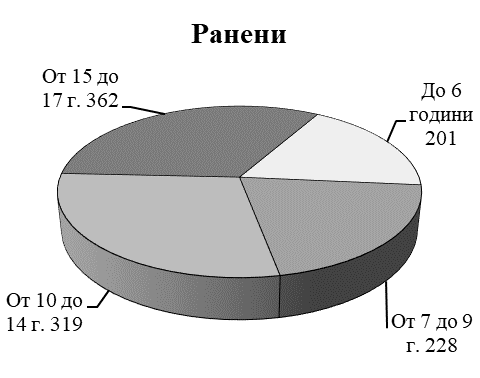 Ранени
От 15 до
17 г. 362
До 6
години
201
От 10 до
14 г. 319
От 7 до 9
г. 228